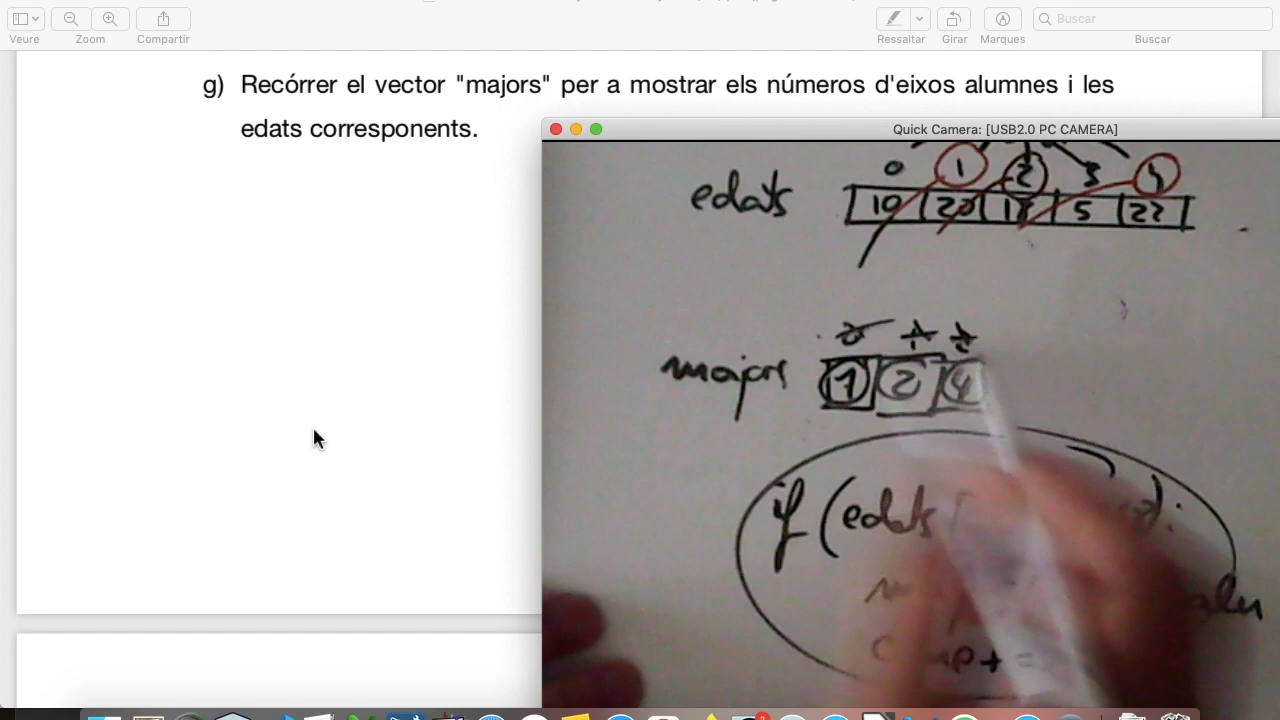 Veure Zoom Compartir Ressaltar Girar Marques Buscar
Buscar
g) Recórrer el vector "majors" per a mostrar els números d'eixos alumnes i les
edats corresponents.
Quick Camera: [USB2.0 PC CAMERA]
0 1 2 3 4
edats 10 20 18 5 22
majors 1 2 4
if (edats